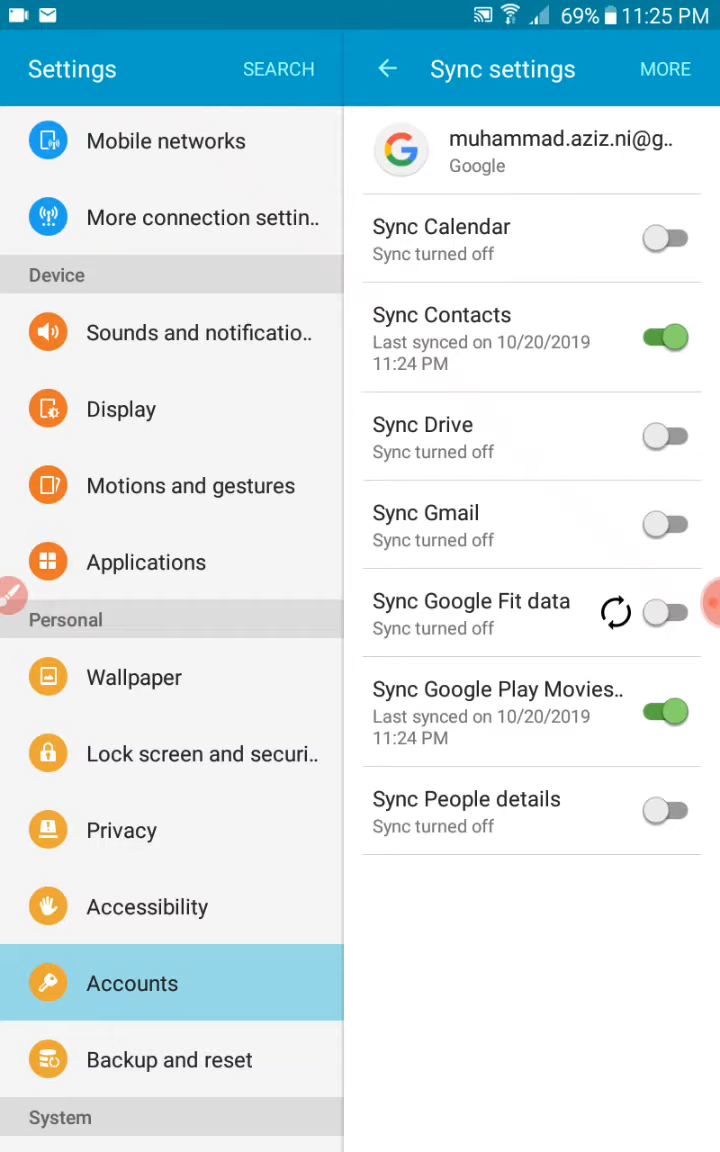 69% 11:25 PM
Settings
SEARCH
Mobile networks
More connection settin..
Device
Sounds and notificatio..
Display
Motions and gestures
Applications
Personal
Wallpaper
Lock screen and securi..
Privacy
Accessibility
Accounts
Backup and reset
System
Sync settings
MORE
muhammad.aziz.ni@g..
Google
Sync Calendar
Sync turned off
Sync Contacts
Last synced on 10/20/2019
11:24 PM
Sync Drive
Sync turned off
Sync Gmail
Sync turned off
Sync Google Fit data
Sync turned off
Sync Google Play Movies..
Last synced on 10/20/2019
11:24 PM
Sync People details
Sync turned off